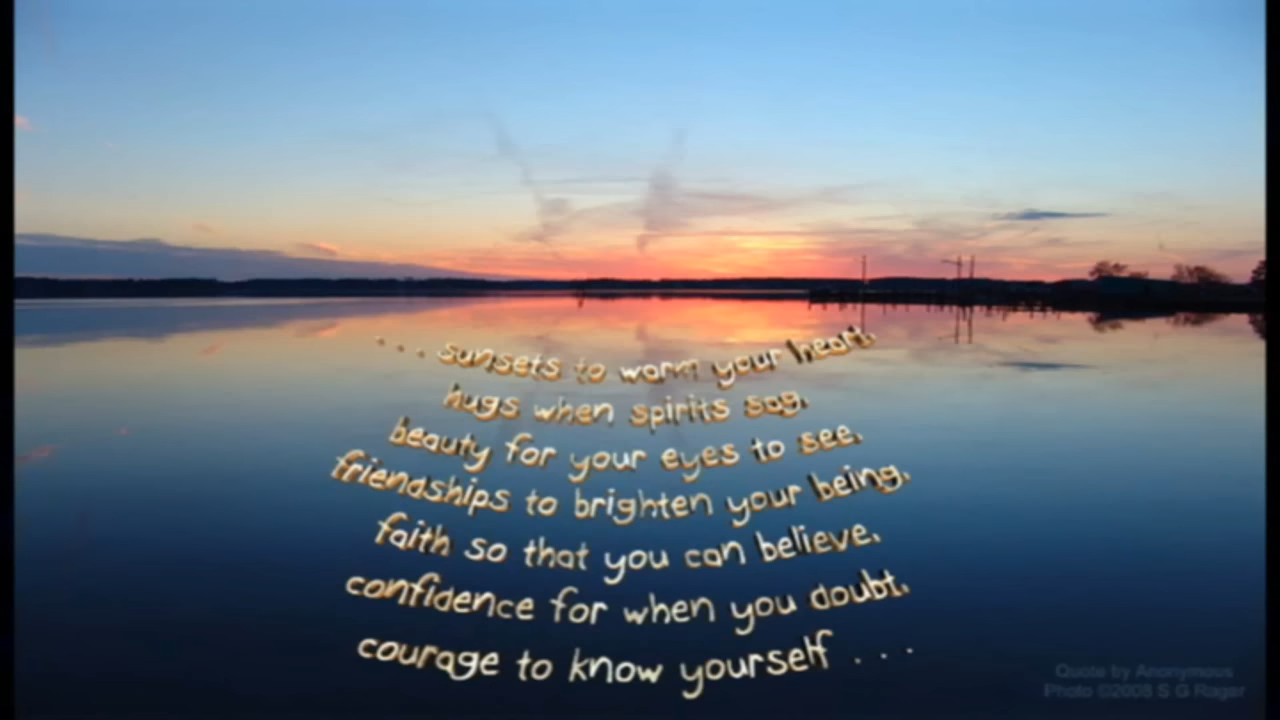 ... sunsets to warm your heart,
hugs when spirits sag,
beauty for your eyes to see,
friendships to brighten your being,
faith so that you can believe,
confidence for when you doubt,
courage to know yourself ...
Quote by Anonymous
Photo ©2008 S G Rager